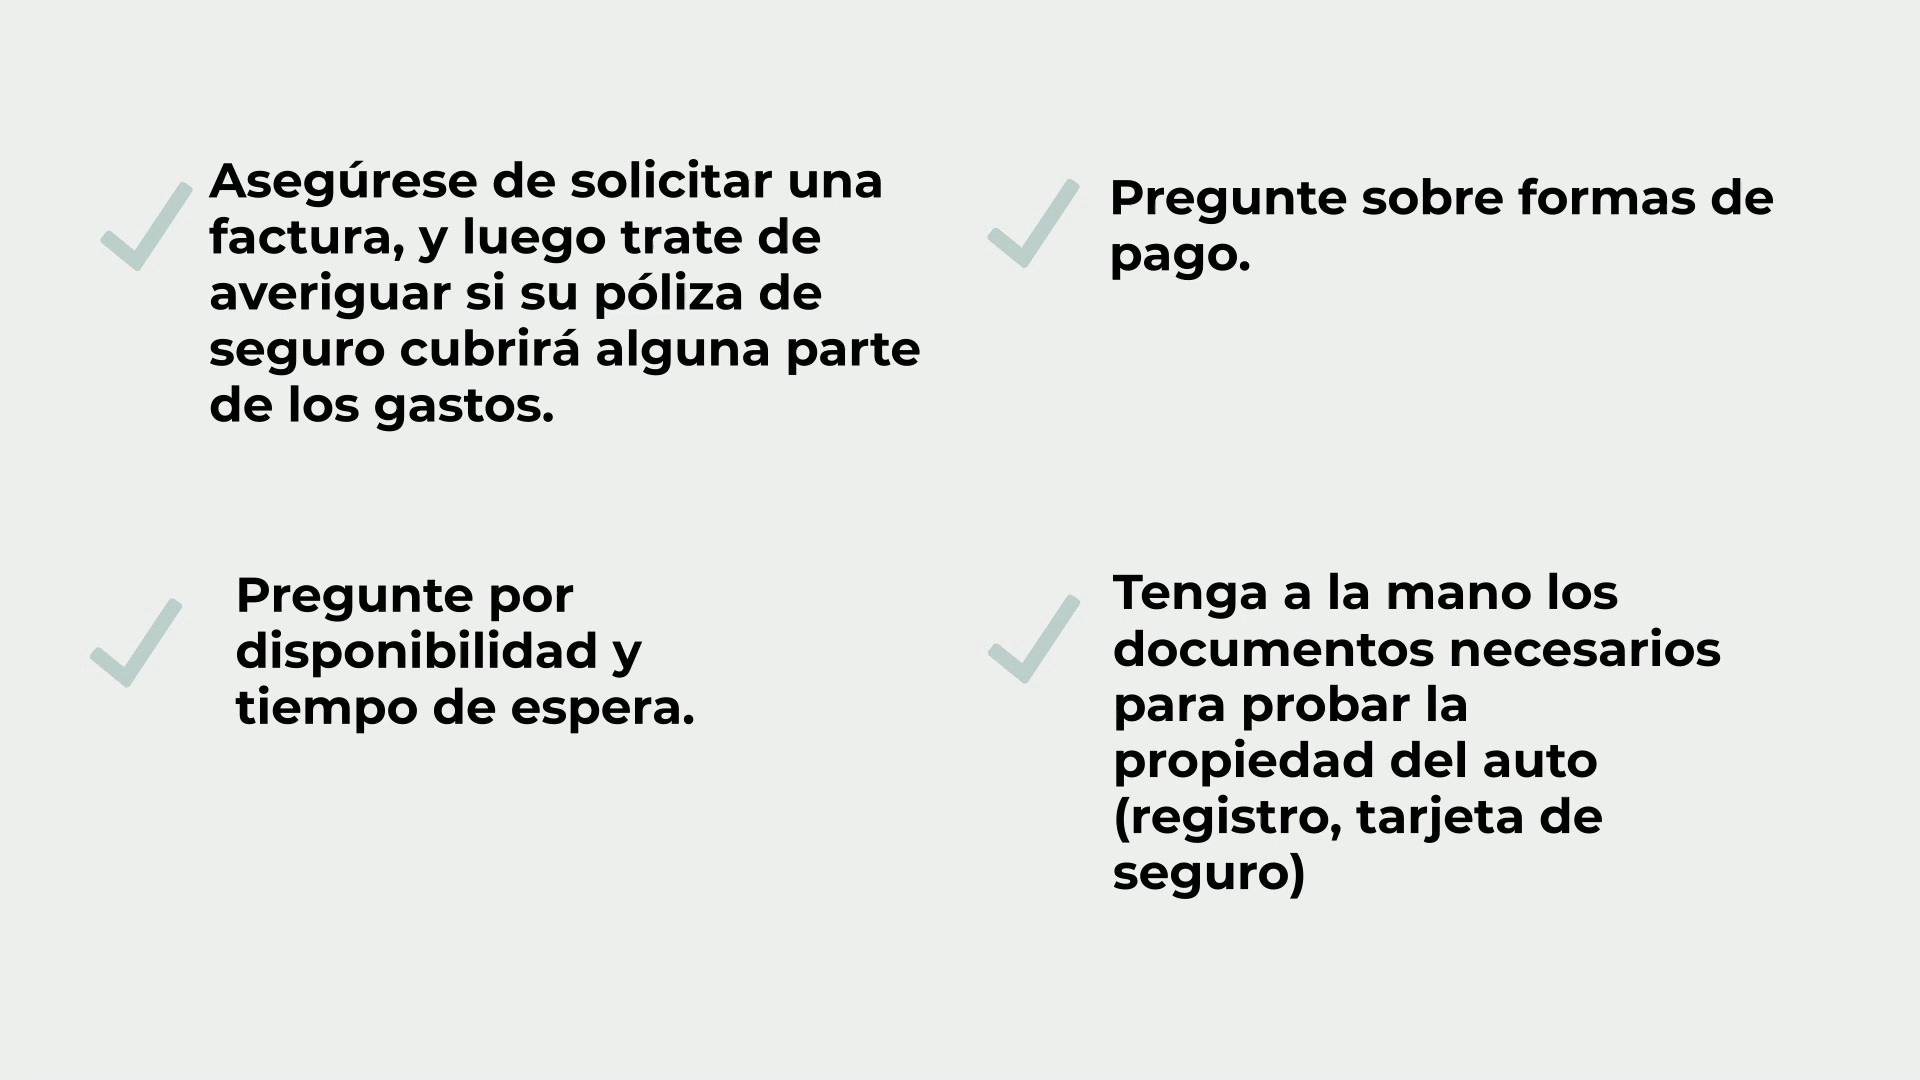 Asegúrese de solicitar una
factura, y luego trate de
averiguar si su póliza de
seguro cubrirá alguna parte
de los gastos.
Pregunte sobre formas de
pago.
Pregunte por
disponibilidad y
tiempo de espera.
Tenga a la mano los
documentos necesarios
para probar la
propiedad del auto
(registro, tarjeta de
seguro)